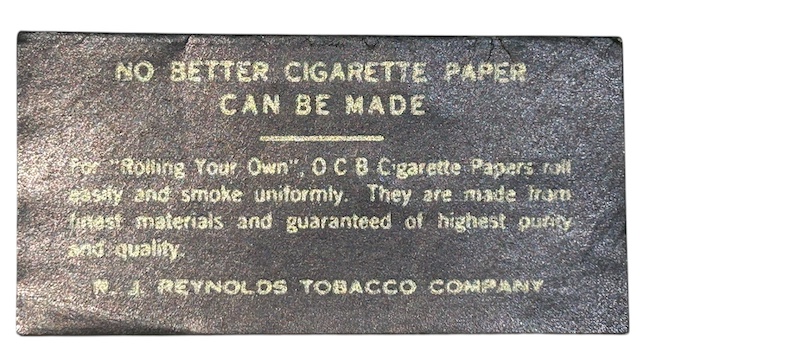 NO BETTER CIGARETTE PAPER
CAN BE MADE
For "Rolling Your Own", O C B Cigarette Papers roll
easily and smoke uniformly. They are made from
finest materials and guaranteed of highest purity
and quality.
R. J. REYNOLDS TOBACCO COMPANY